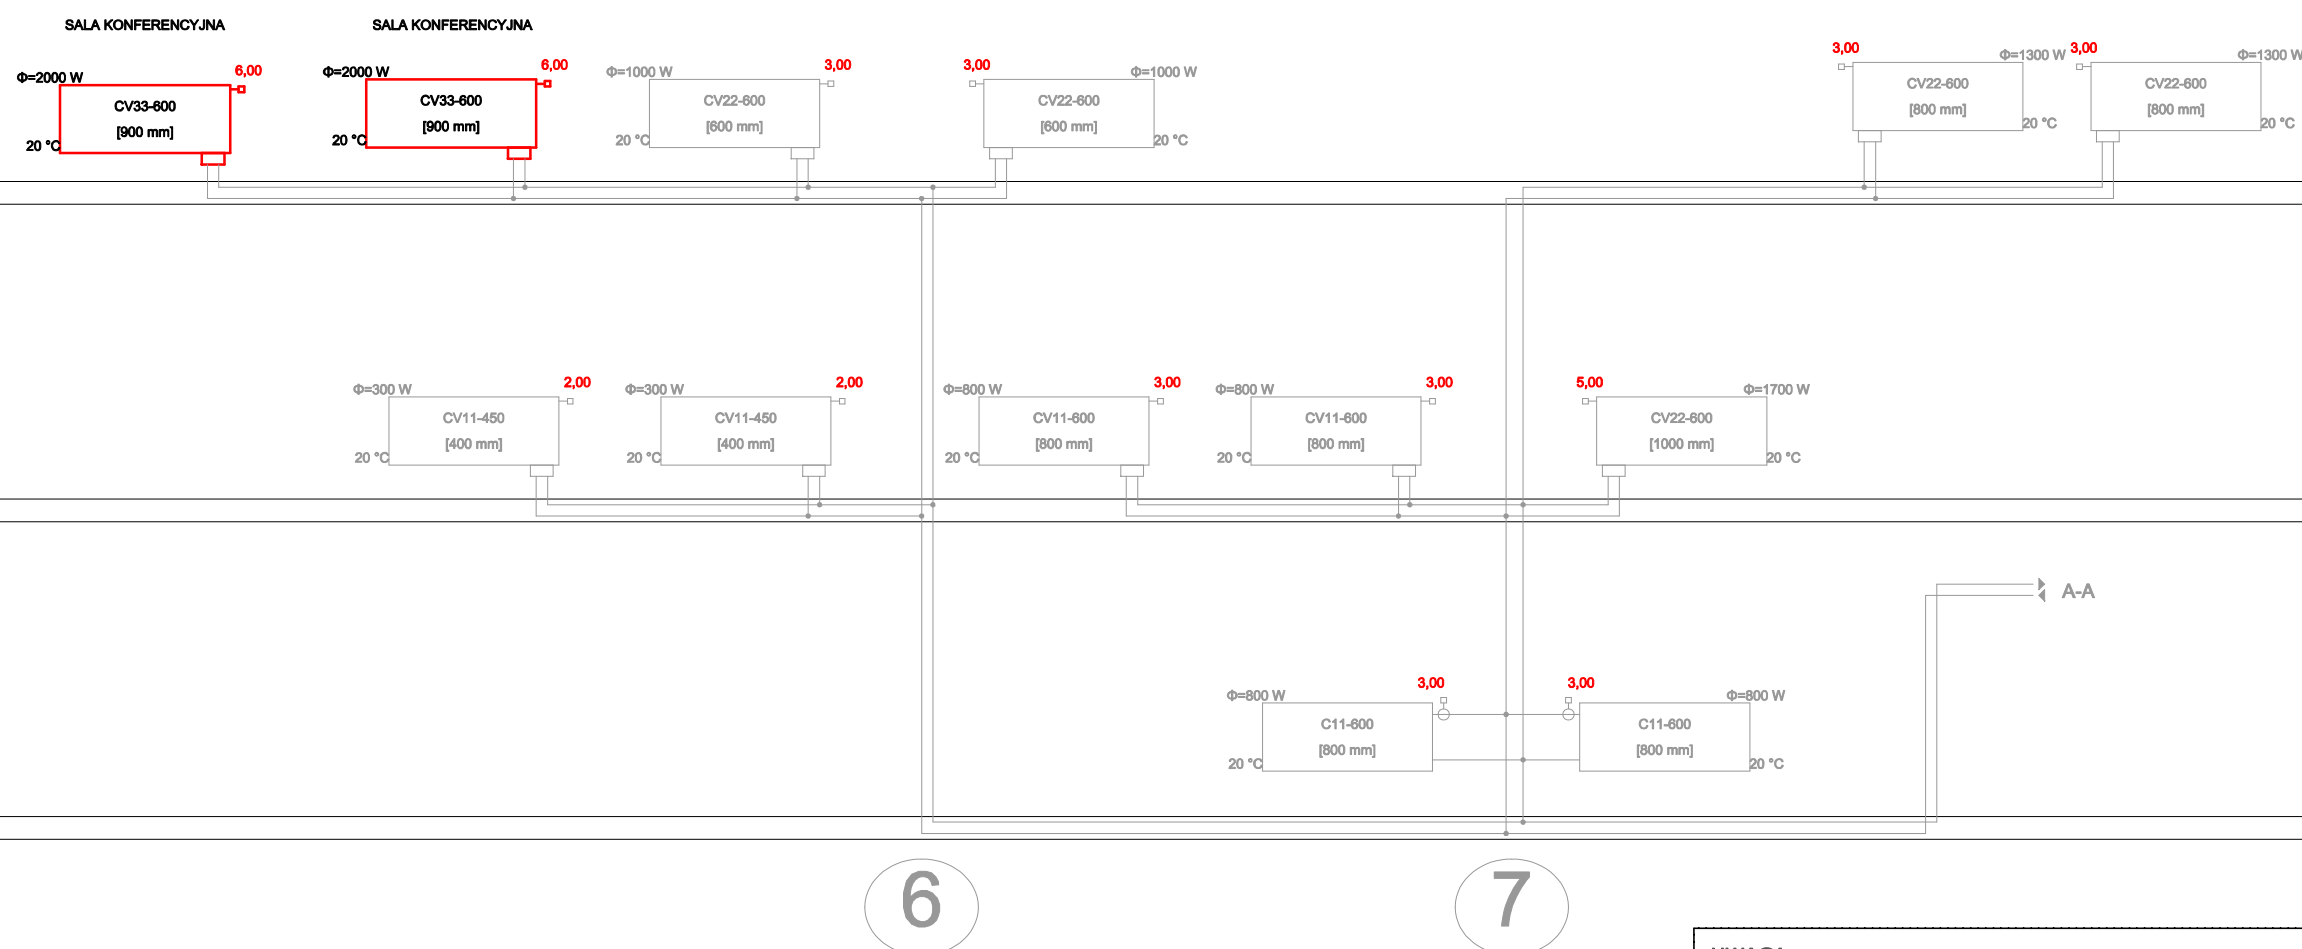 SALA KONFERENCYJNA
SALA KONFERENCYJNA
Φ=2000 W
6,00
CV33-600
[900 mm]
20 °C
Φ=2000 W
6,00
CV33-600
[900 mm]
20 °C
Φ=1000 W
3,00
CV22-600
[600 mm]
20 °C
3,00
Φ=1000 W
CV22-600
[600 mm]
20 °C
3,00
Φ=1300 W
CV22-600
[800 mm]
20 °C
3,00
Φ=1300 W
CV22-600
[800 mm]
20 °C
Φ=300 W
2,00
CV11-450
[400 mm]
20 °C
Φ=300 W
2,00
CV11-450
[400 mm]
20 °C
Φ=800 W
3,00
CV11-600
[800 mm]
20 °C
Φ=800 W
3,00
CV11-600
[800 mm]
20 °C
5,00
Φ=1700 W
CV22-600
[1000 mm]
20 °C
A-A
Φ=800 W
3,00
C11-600
[800 mm]
20 °C
3,00
Φ=800 W
C11-600
[800 mm]
20 °C
6
7